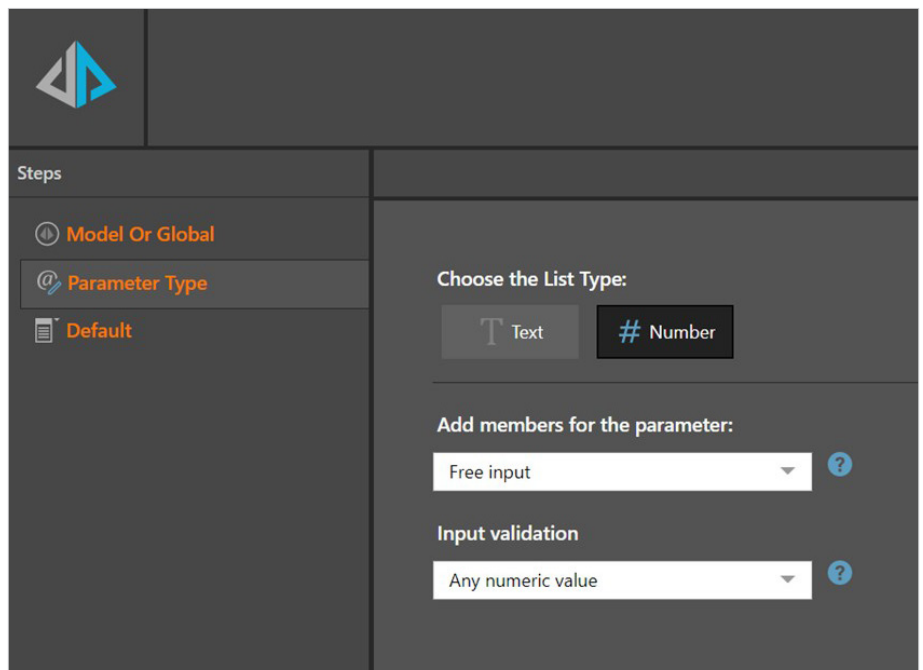 Steps
Model Or Global
Parameter Type
Default
Choose the List Type:
T Text
# Number
Add members for the parameter:
Free input
?
Input validation
Any numeric value
?